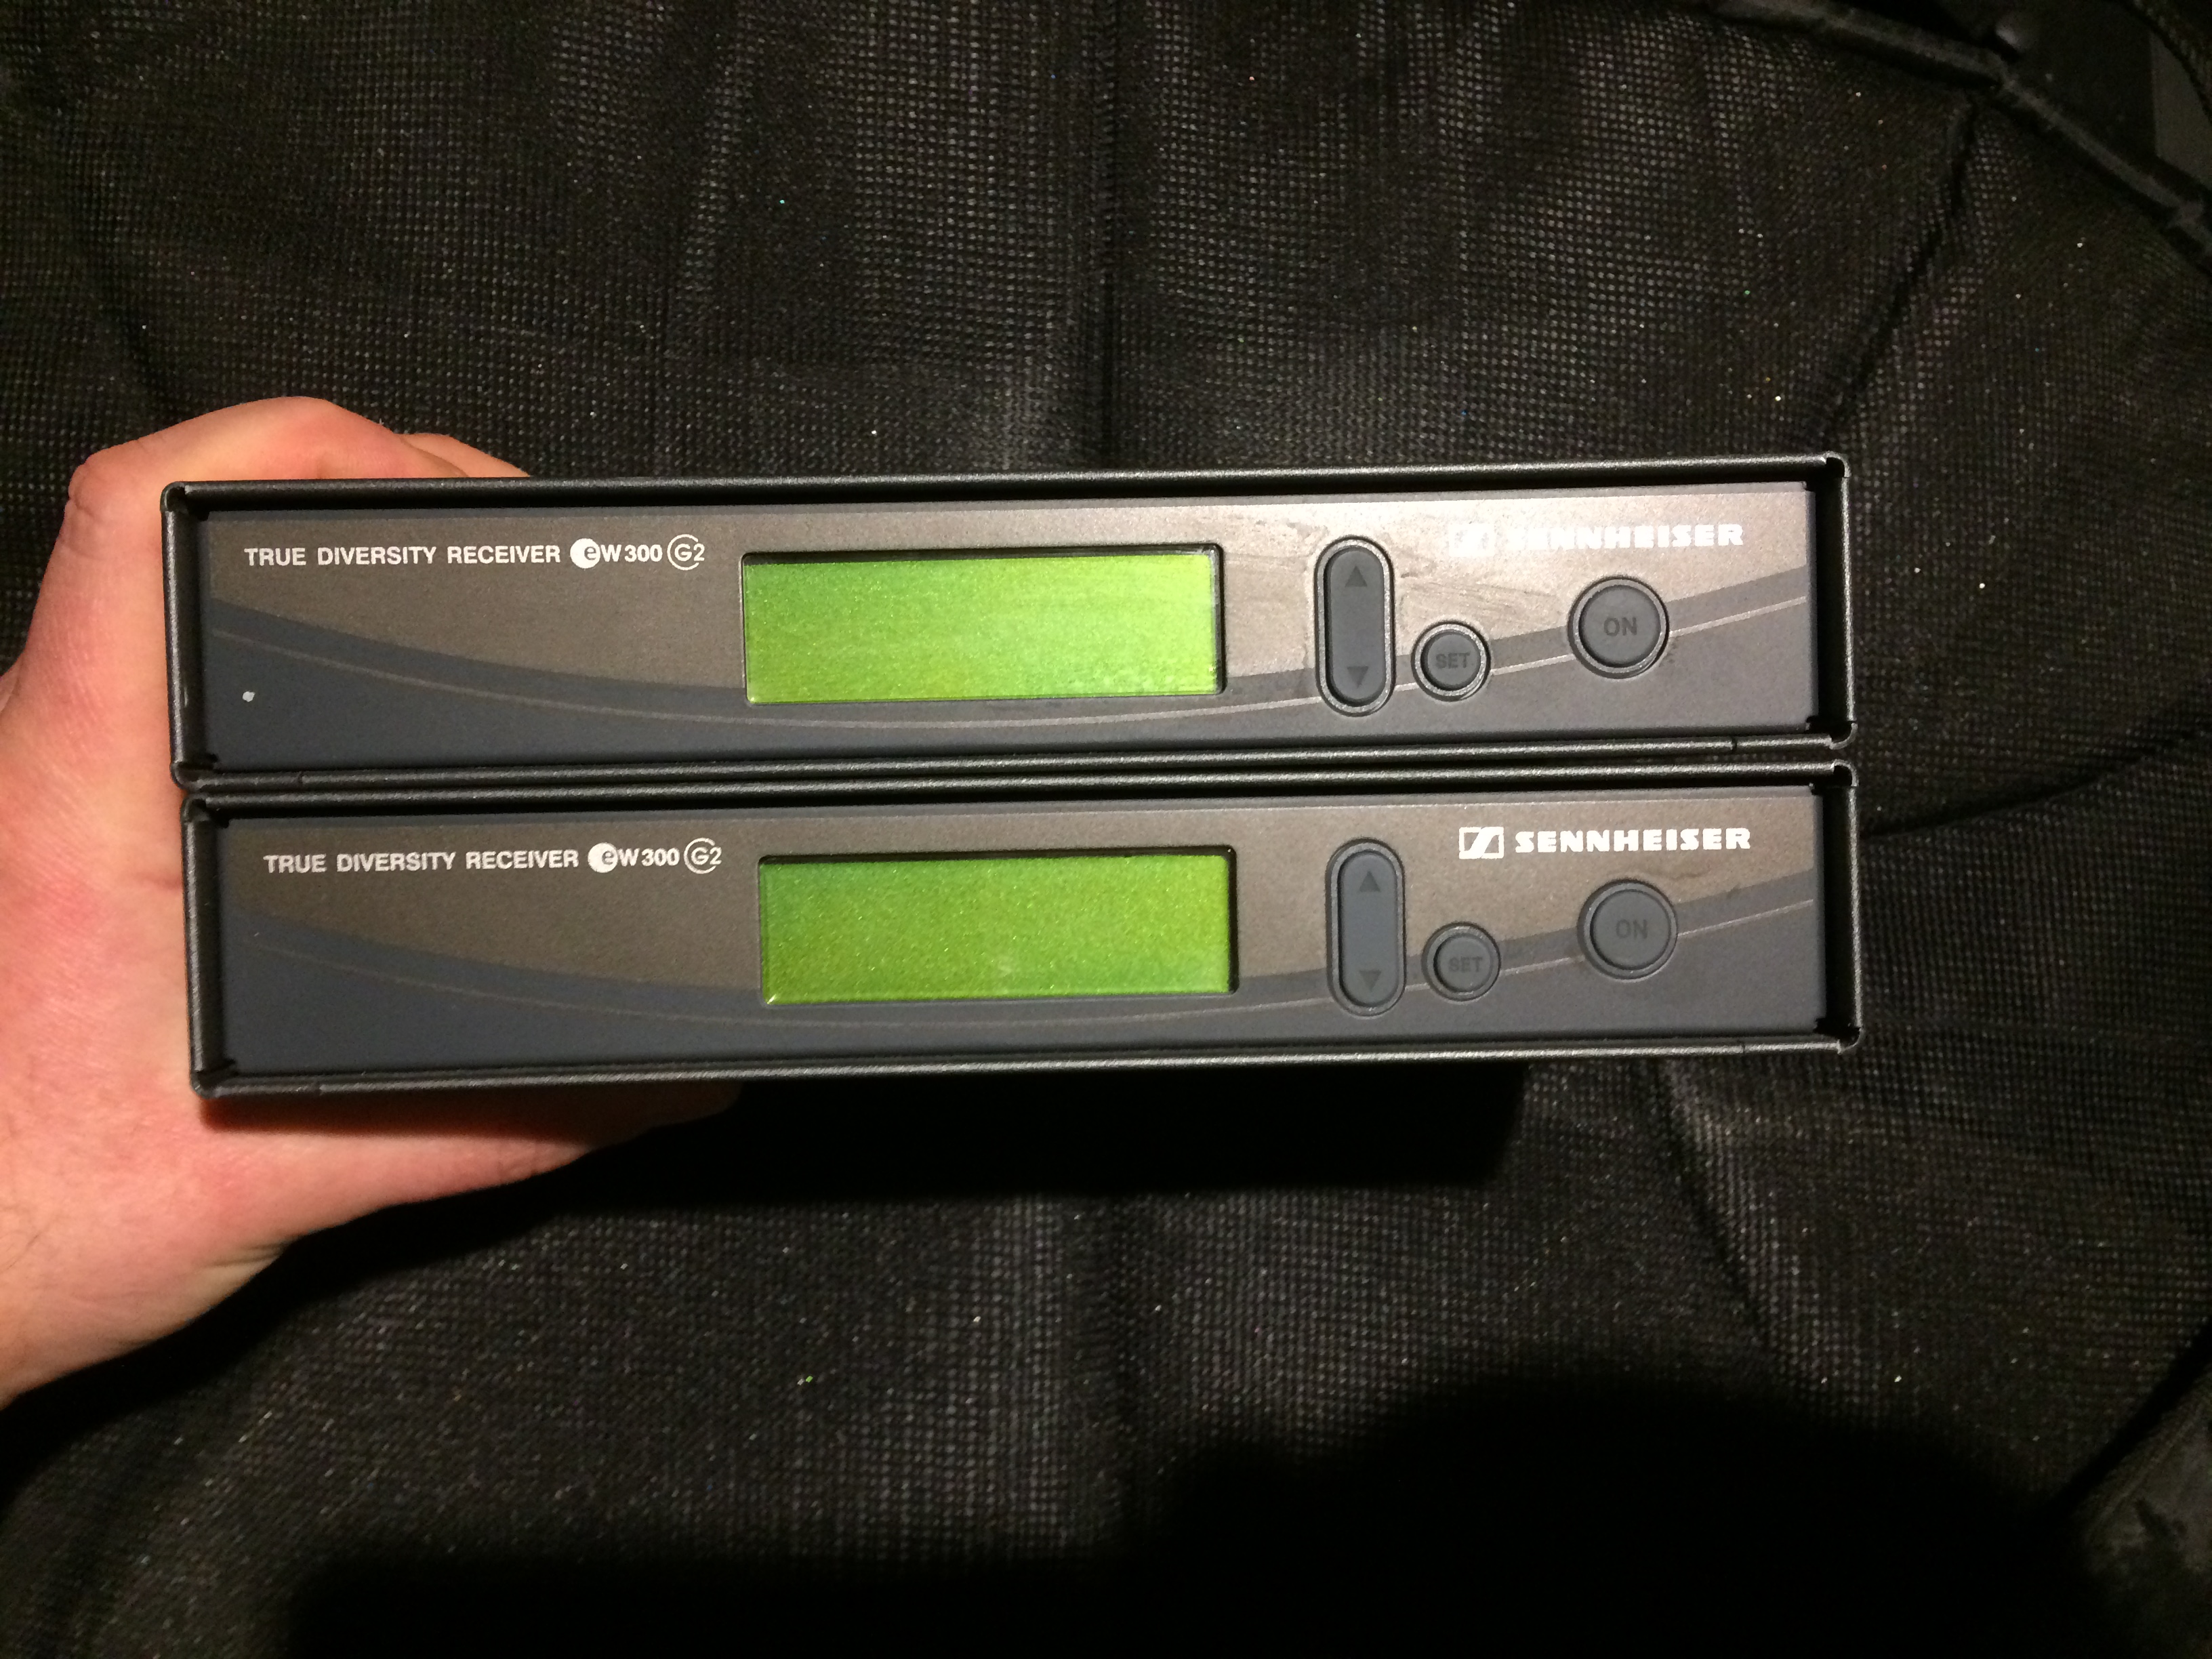 TRUE DIVERSITY RECEIVER ew300 G2
SENNHEISER
SET
ON
TRUE DIVERSITY RECEIVER ew300 G2
SENNHEISER
SET
ON